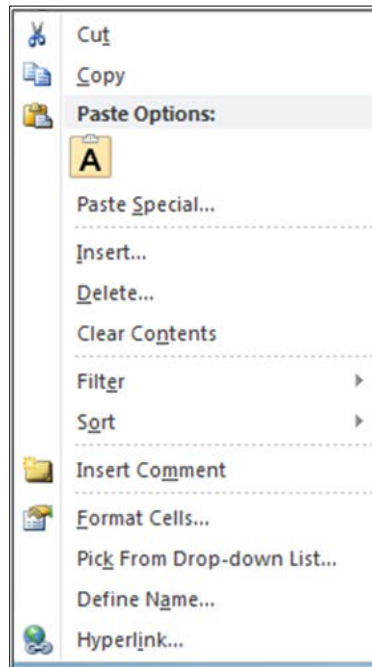 Cut
Copy
Paste Options:
A
Paste Special...
Insert...
Delete...
Clear Contents
Filter
Sort
Insert Comment
Format Cells...
Pick From Drop-down List...
Define Name...
Hyperlink...